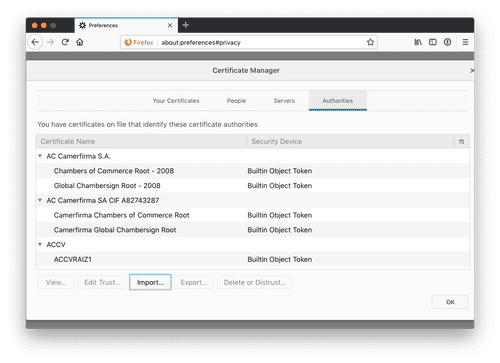 Preferences
Firefox
about:preferences#privacy
Certificate Manager
Your Certificates People Servers Authorities
You have certificates on file that identify these certificate authorities
Certificate Name Security Device
AC Camerfirma S.A.
Chambers of Commerce Root - 2008 Builtin Object Token
Global Chambersign Root - 2008 Builtin Object Token
AC Camerfirma SA CIF A82743287
Camerfirma Chambers of Commerce Root Builtin Object Token
Camerfirma Global Chambersign Root Builtin Object Token
ACCV
ACCVRAIZ1 Builtin Object Token
View... Edit Trust... Import... Export... Delete or Distrust...
OK